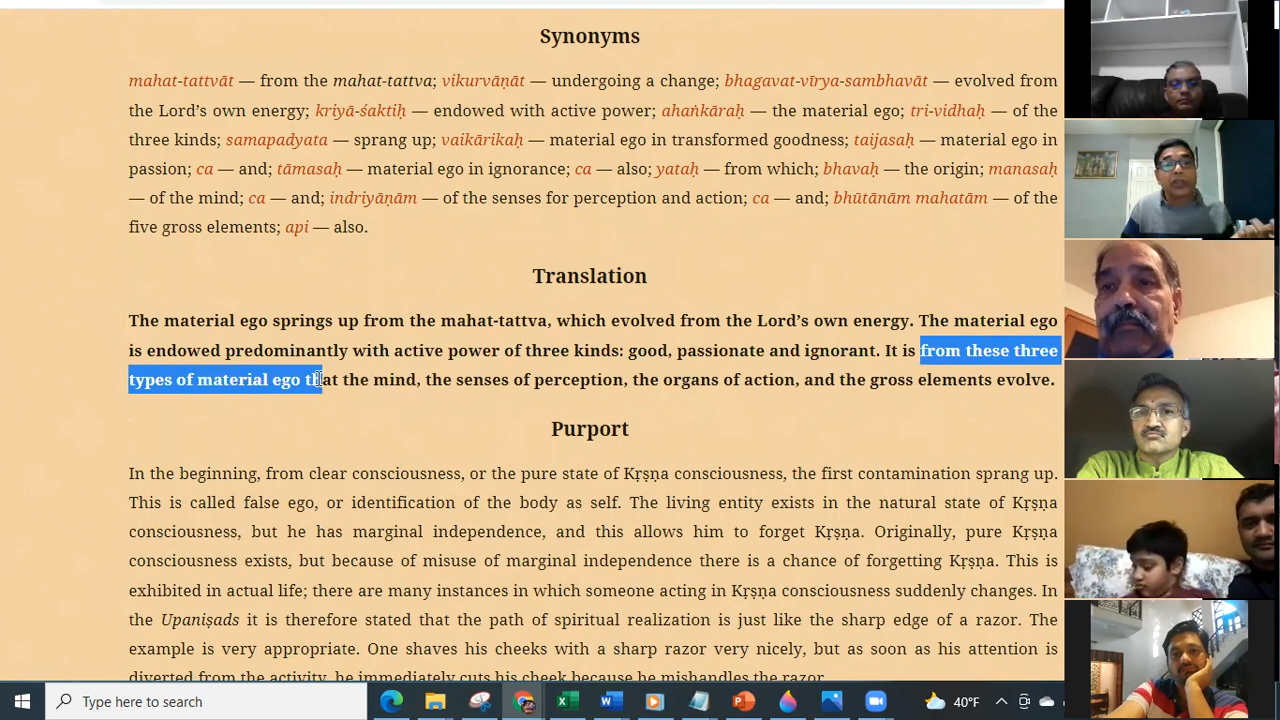 Synonyms
mahat-tattvāt — from the mahat-tattva; vikurvāṇāt — undergoing a change; bhagavat-vīrya-sambhavāt — evolved from
the Lord’s own energy; kriyā-śaktiḥ — endowed with active power; ahaṅkāraḥ — the material ego; tri-vidhaḥ — of the
three kinds; samapadyata — sprang up; vaikārikaḥ — material ego in transformed goodness; taijasaḥ — material ego in
passion; ca — and; tāmasaḥ — material ego in ignorance; ca — also; yataḥ — from which; bhavaḥ — the origin; manasaḥ
— of the mind; ca — and; indriyāṇām — of the senses for perception and action; ca — and; bhūtānām mahatām — of the
five gross elements; api — also.
Translation
The material ego springs up from the mahat-tattva, which evolved from the Lord’s own energy. The material ego
is endowed predominantly with active power of three kinds: good, passionate and ignorant. It is from these three
types of material ego that the mind, the senses of perception, the organs of action, and the gross elements evolve.
Purport
In the beginning, from clear consciousness, or the pure state of Kṛṣṇa consciousness, the first contamination sprang up.
This is called false ego, or identification of the body as self. The living entity exists in the natural state of Kṛṣṇa
consciousness, but he has marginal independence, and this allows him to forget Kṛṣṇa. Originally, pure Kṛṣṇa
consciousness exists, but because of misuse of marginal independence there is a chance of forgetting Kṛṣṇa. This is
exhibited in actual life; there are many instances in which someone acting in Kṛṣṇa consciousness suddenly changes. In
the Upaniṣads it is therefore stated that the path of spiritual realization is just like the sharp edge of a razor. The
example is very appropriate. One shaves his cheeks with a sharp razor very nicely, but as soon as his attention is
diverted from the activity, he immediately cuts his cheek because he mishandles the razor.
Type here to search
40°F